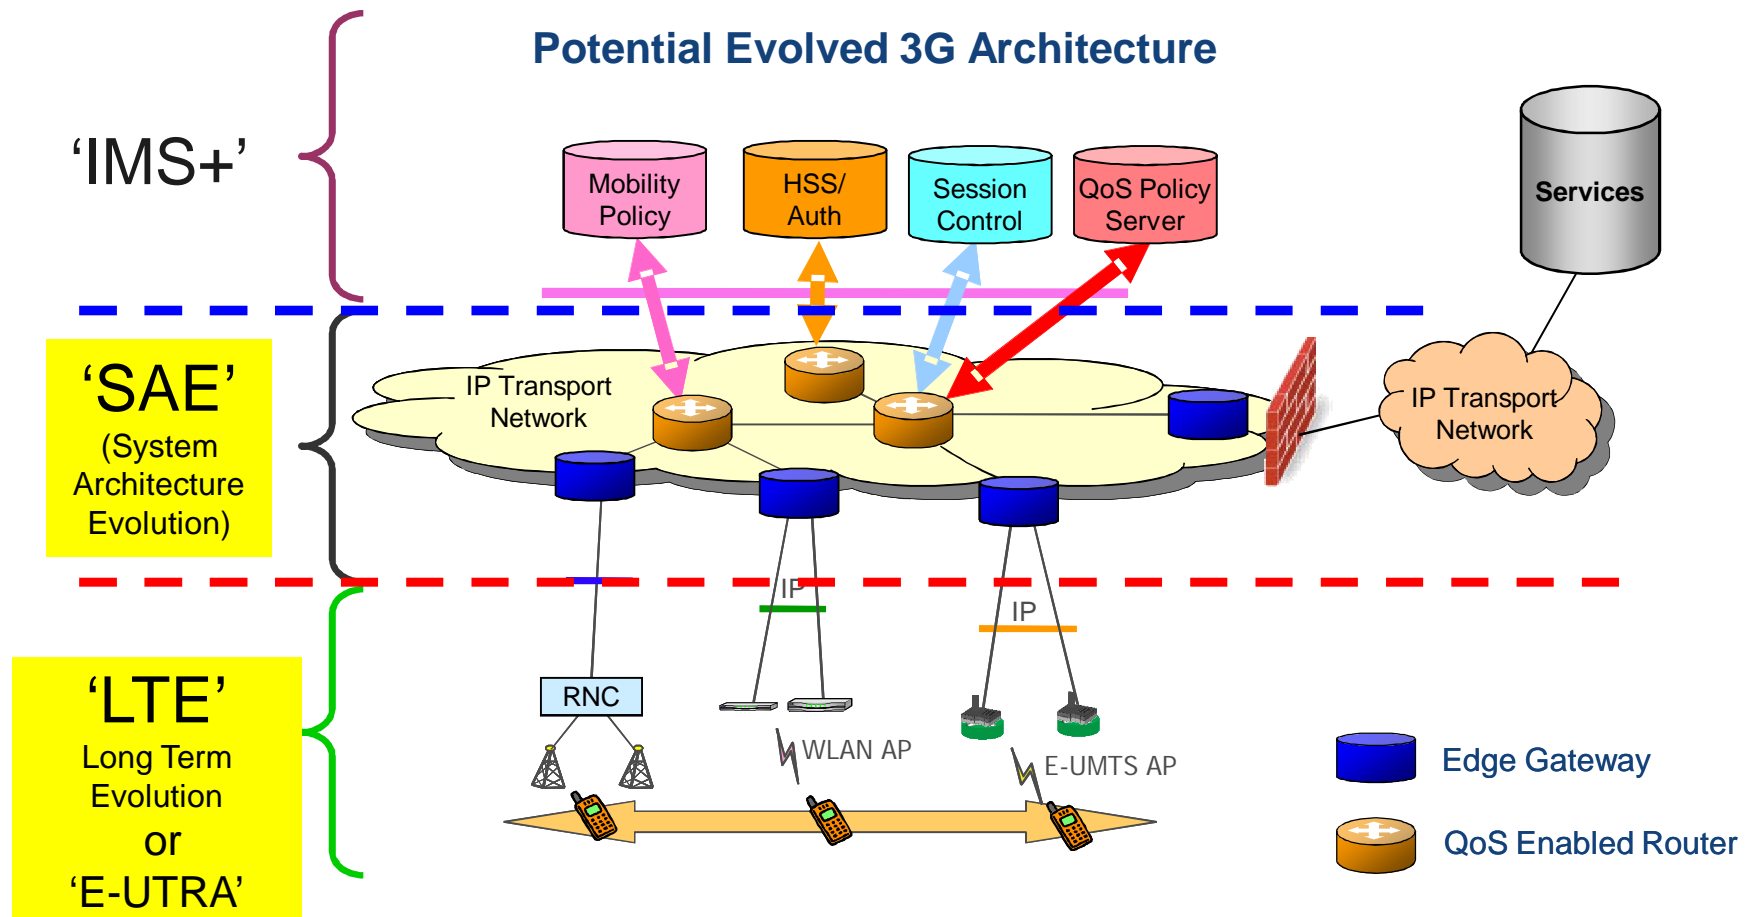 Potential Evolved 3G Architecture
‘IMS+’
Mobility
Policy
HSS/
Auth
Session
Control
QoS Policy
Server
Services
‘SAE’
(System
Architecture
Evolution)
IP Transport
Network
IP Transport
Network
IP
IP
‘LTE’
Long Term
Evolution
or
‘E-UTRA’
RNC
WLAN AP
E-UMTS AP
Edge Gateway
QoS Enabled Router